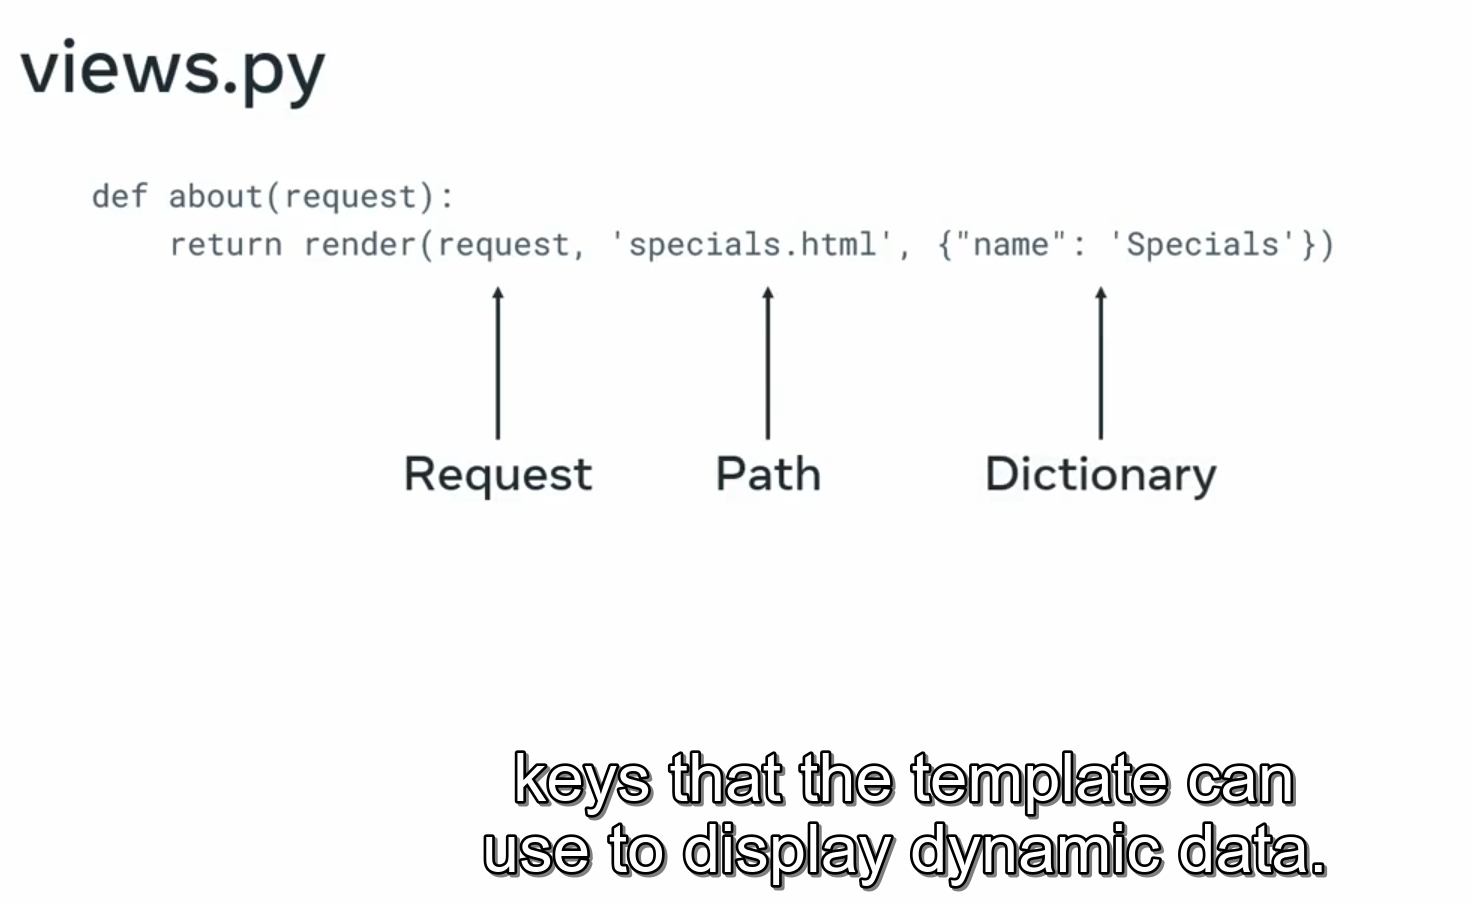 views.py
def about(request):
return render(request, 'specials.html', {"name": 'Specials'})
Request Path Dictionary
keys that the template can
use to display dynamic data.